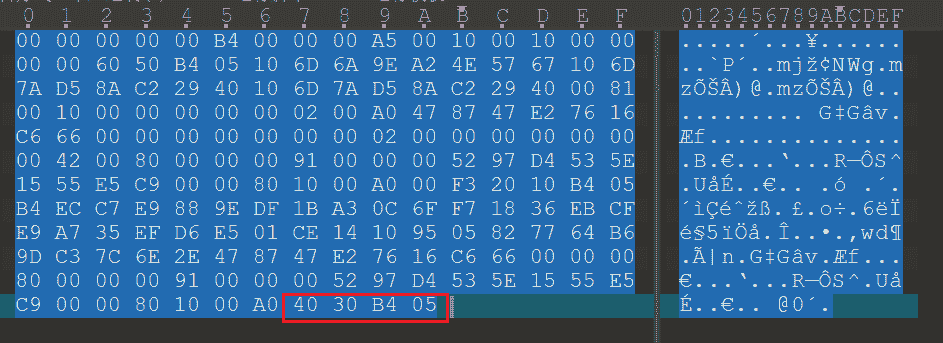 0 1 2 3 4 5 6 7 8 9 A B C D E F 0123456789ABCDEF
00 00 00 00 00 B4 00 00 00 A5 00 10 00 10 00 00 .....´...¥......
00 00 60 50 B4 05 10 6D 6A 9E A2 4E 57 67 10 6D ..`P´..mjž¢NWg.m
7A D5 8A C2 29 40 10 6D 7A D5 8A C2 29 40 00 81 zÕŠÂ)@.mzÕŠÂ)@..
00 10 00 00 00 00 02 00 A0 47 87 47 E2 76 16 ......... G‡Gâv.
C6 66 00 00 00 00 00 00 00 00 00 00 00 00 00 Æf..............
00 42 00 80 00 00 00 91 00 00 00 52 97 D4 53 5E .B.€...‘...R—ÔS^
15 55 E5 C9 00 00 80 10 00 A0 00 F3 20 10 B4 05 .UåÉ..€.. .ó .´.
B4 EC C7 E9 88 9E DF 1B A3 0C 6F F7 18 36 EB CF ´ìÇéˆžß.£.o÷.6ëÏ
E9 A7 35 EF D6 E5 01 CE 14 10 95 05 82 77 64 B6 é§5ïÖå.Î..•.‚wd¶
9D C3 7C 6E 2E 47 87 47 E2 76 16 C6 66 00 00 00 .Ã|n.G‡Gâv.Æf...
80 00 00 00 91 00 00 00 52 97 D4 53 5E 15 55 E5 €...‘...R—ÔS^.Uå
C9 00 00 80 10 00 A0 40 30 B4 05 É..€.. @0´.